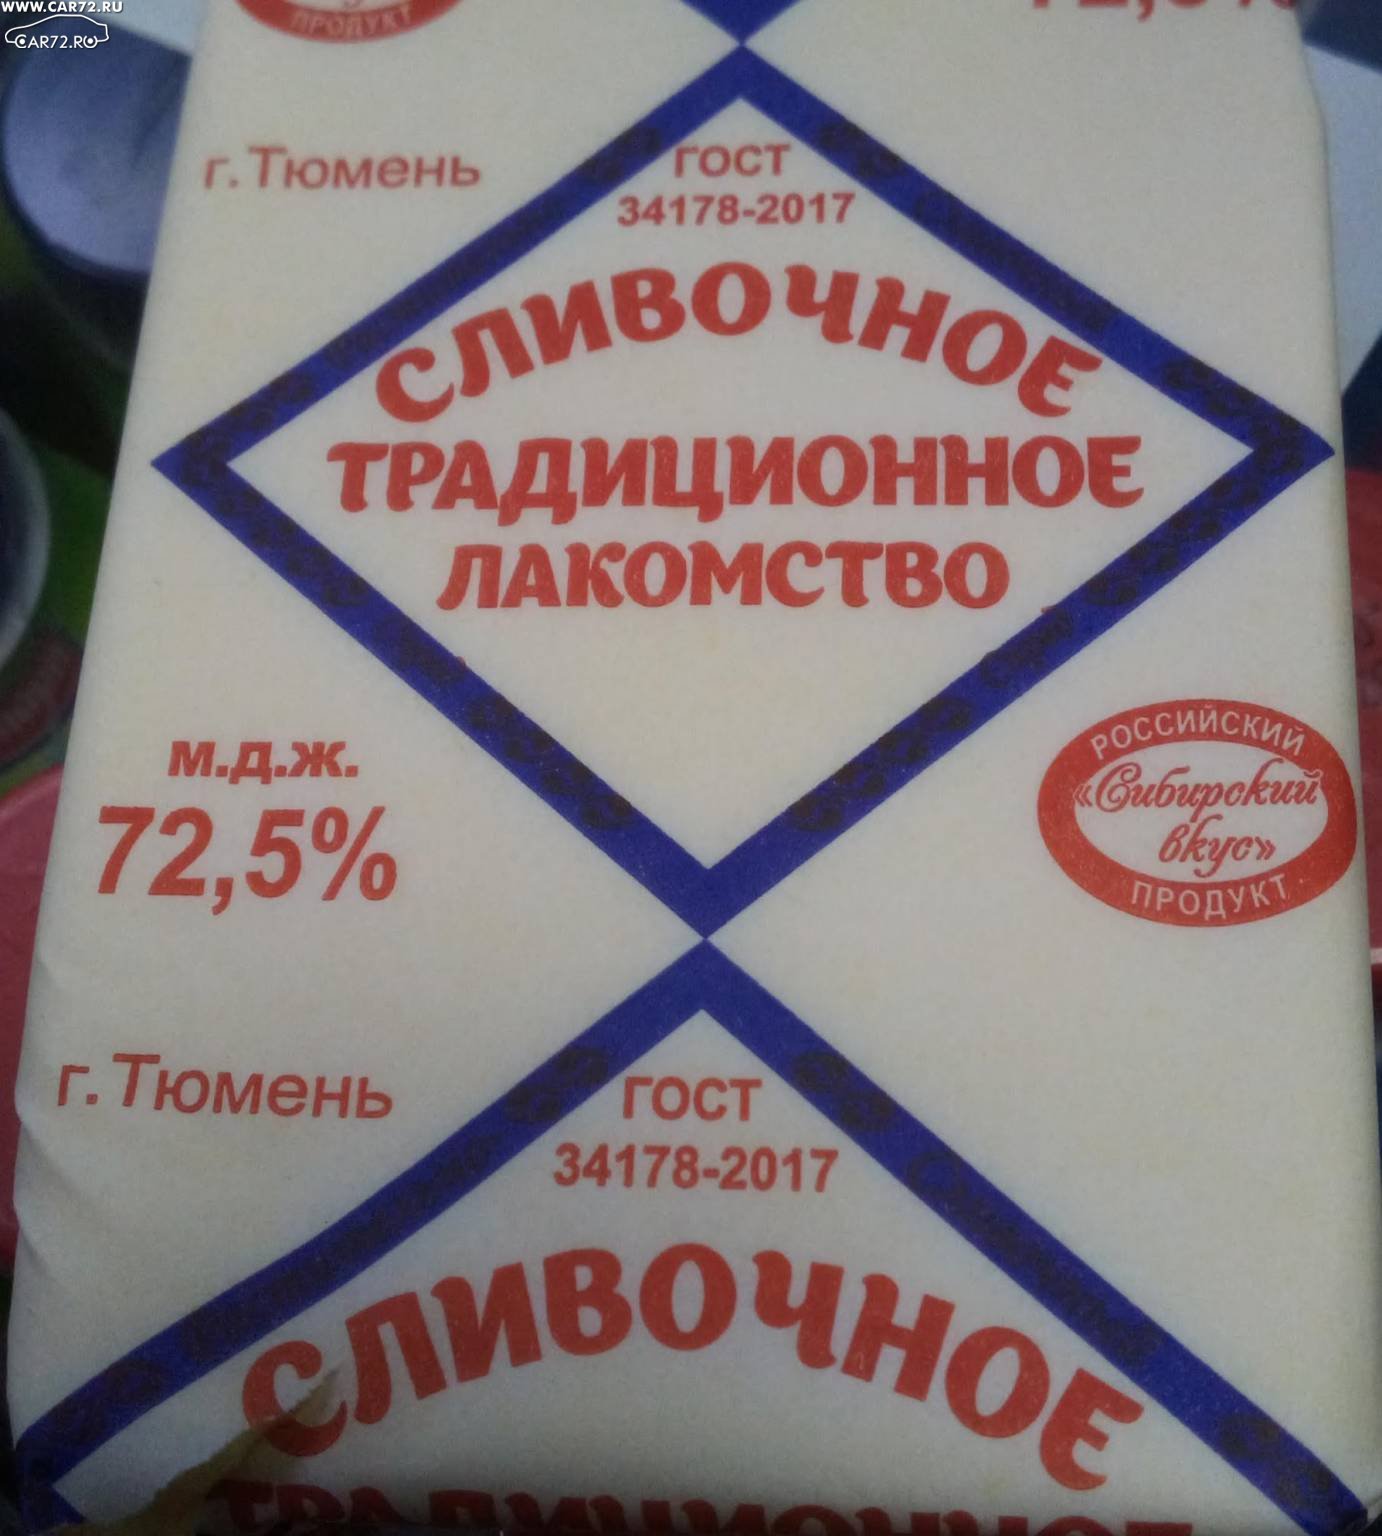 WWW.CAR72.RU
CAR72.RU
ПРОДУКТ
г. Тюмень
ГОСТ
34178-2017
СЛИВОЧНОЕ
ТРАДИЦИОННОЕ
ЛАКОМСТВО
м.д.ж.
72,5%
РОССИЙСКИЙ
«Сибирский
вкус»
ПРОДУКТ
г. Тюмень
ГОСТ
34178-2017
СЛИВОЧНОЕ
ТРАДИЦИОННОЕ